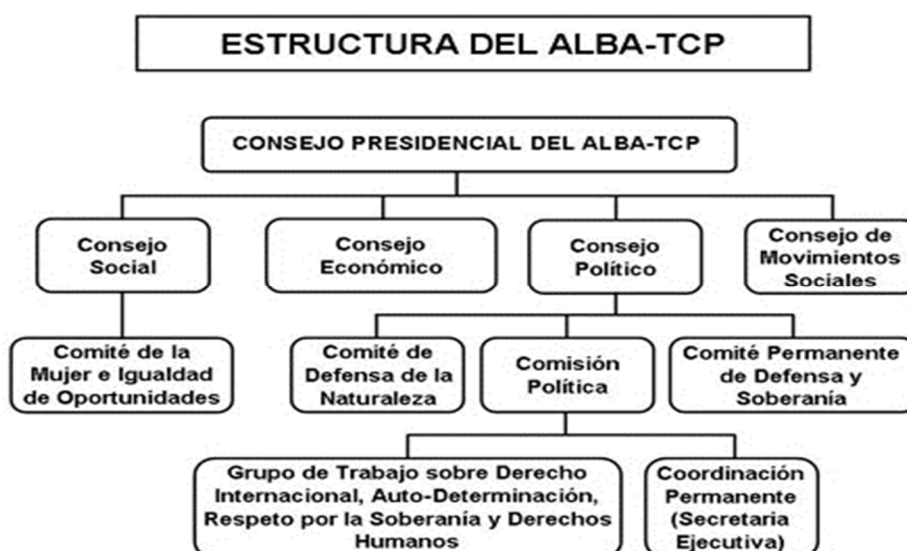 ESTRUCTURA DEL ALBA-TCP
CONSEJO PRESIDENCIAL DEL ALBA-TCP
Consejo
Social
Consejo
Económico
Consejo
Político
Consejo de
Movimientos
Sociales
Comité de la
Mujer e Igualdad
de Oportunidades
Comité de
Defensa de la
Naturaleza
Comisión
Política
Comité Permanente
de Defensa y
Soberanía
Grupo de Trabajo sobre Derecho
Internacional, Auto-Determinación,
Respeto por la Soberanía y Derechos
Humanos
Coordinación
Permanente
(Secretaria
Ejecutiva)